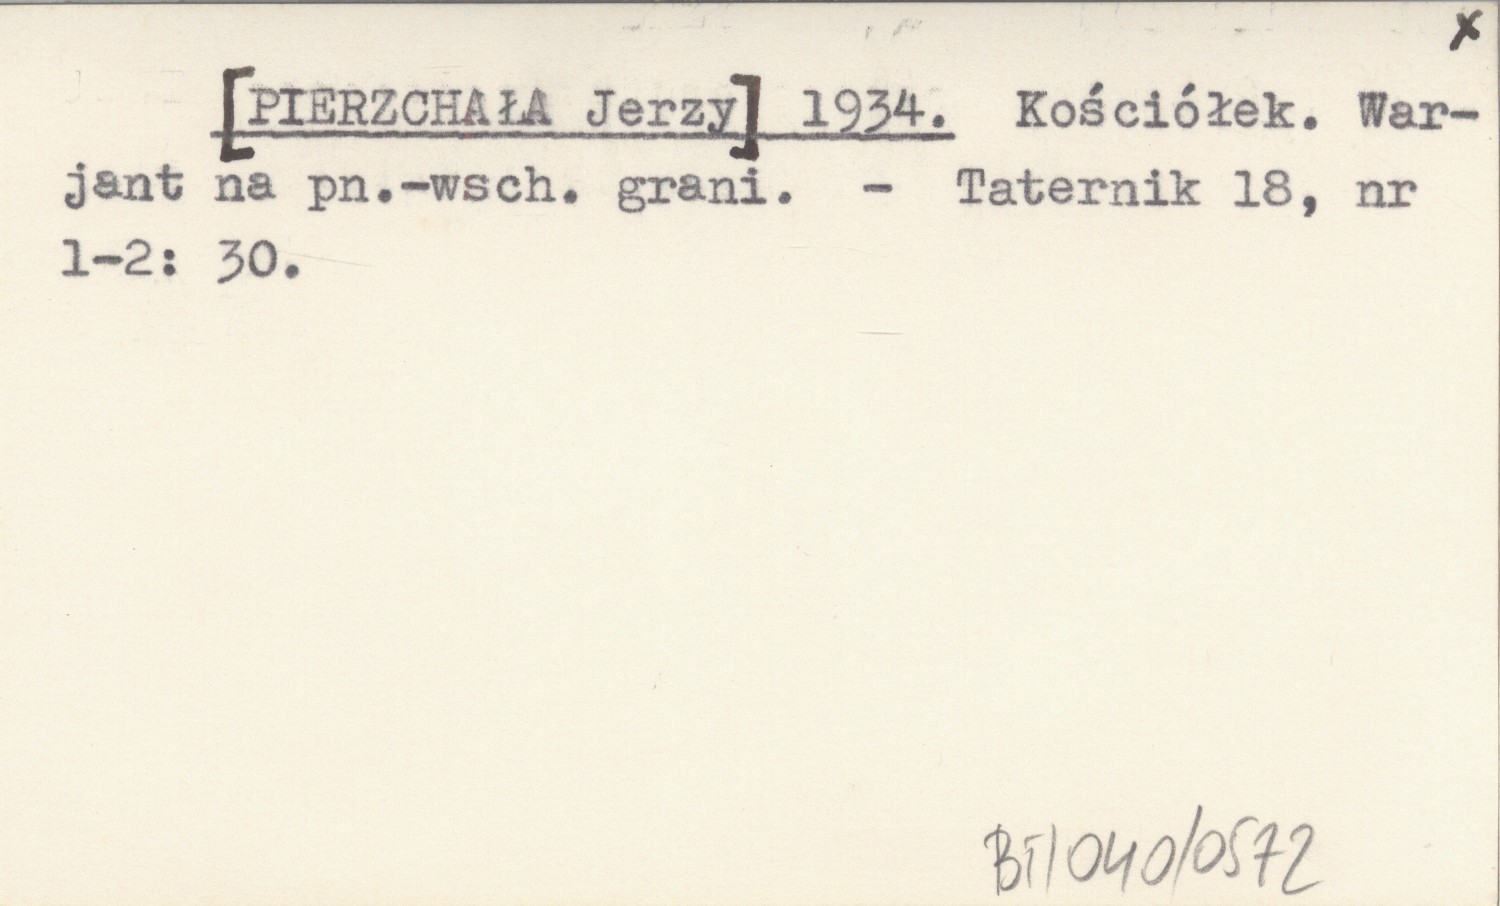 x
[PIERZCHAŁA Jerzy] 1934. Kościółek. War-
jant na pn.-wsch. grani. - Taternik 18, nr
1-2: 30.
BT/040/0572